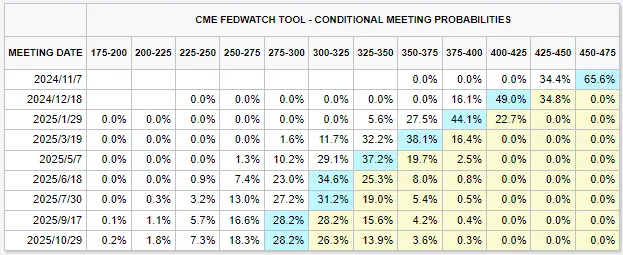 CME FEDWATCH TOOL - CONDITIONAL MEETING PROBABILITIES
MEETING DATE 175-200 200-225 225-250 250-275 275-300 300-325 325-350 350-375 375-400 400-425 425-450 450-475
2024/11/7 0.0% 0.0% 0.0% 34.4% 65.6%
2024/12/18 0.0% 0.0% 0.0% 0.0% 0.0% 0.0% 16.1% 49.0% 34.8% 0.0%
2025/1/29 0.0% 0.0% 0.0% 0.0% 0.0% 0.0% 5.6% 27.5% 44.1% 22.7% 0.0% 0.0%
2025/3/19 0.0% 0.0% 0.0% 0.0% 1.6% 11.7% 32.2% 38.1% 16.4% 0.0% 0.0% 0.0%
2025/5/7 0.0% 0.0% 0.0% 1.3% 10.2% 29.1% 37.2% 19.7% 2.5% 0.0% 0.0% 0.0%
2025/6/18 0.0% 0.0% 0.9% 7.4% 23.0% 34.6% 25.3% 8.0% 0.8% 0.0% 0.0% 0.0%
2025/7/30 0.0% 0.3% 3.2% 13.0% 27.2% 31.2% 19.0% 5.4% 0.5% 0.0% 0.0% 0.0%
2025/9/17 0.1% 1.1% 5.7% 16.6% 28.2% 28.2% 15.6% 4.2% 0.4% 0.0% 0.0% 0.0%
2025/10/29 0.2% 1.8% 7.3% 18.3% 28.2% 26.3% 13.9% 3.6% 0.3% 0.0% 0.0% 0.0%